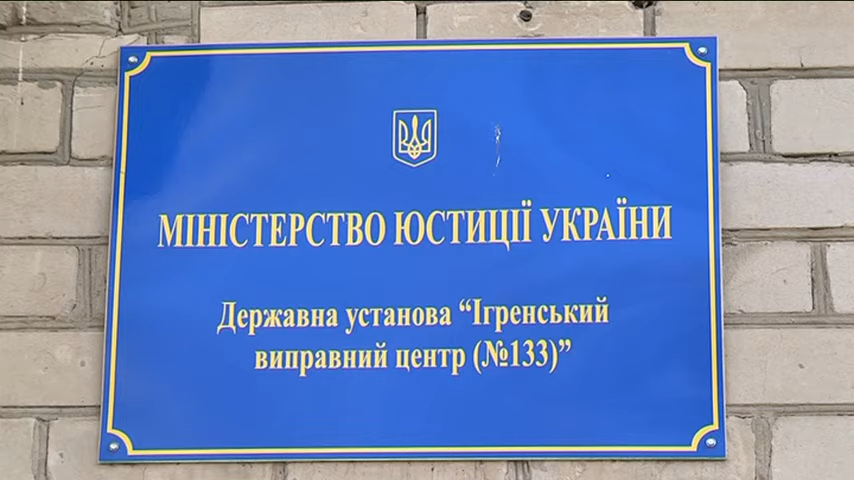 МІНІСТЕРСТВО ЮСТИЦІЇ УКРАЇНИ
Державна установа “Ігренський
виправний центр (№133)”